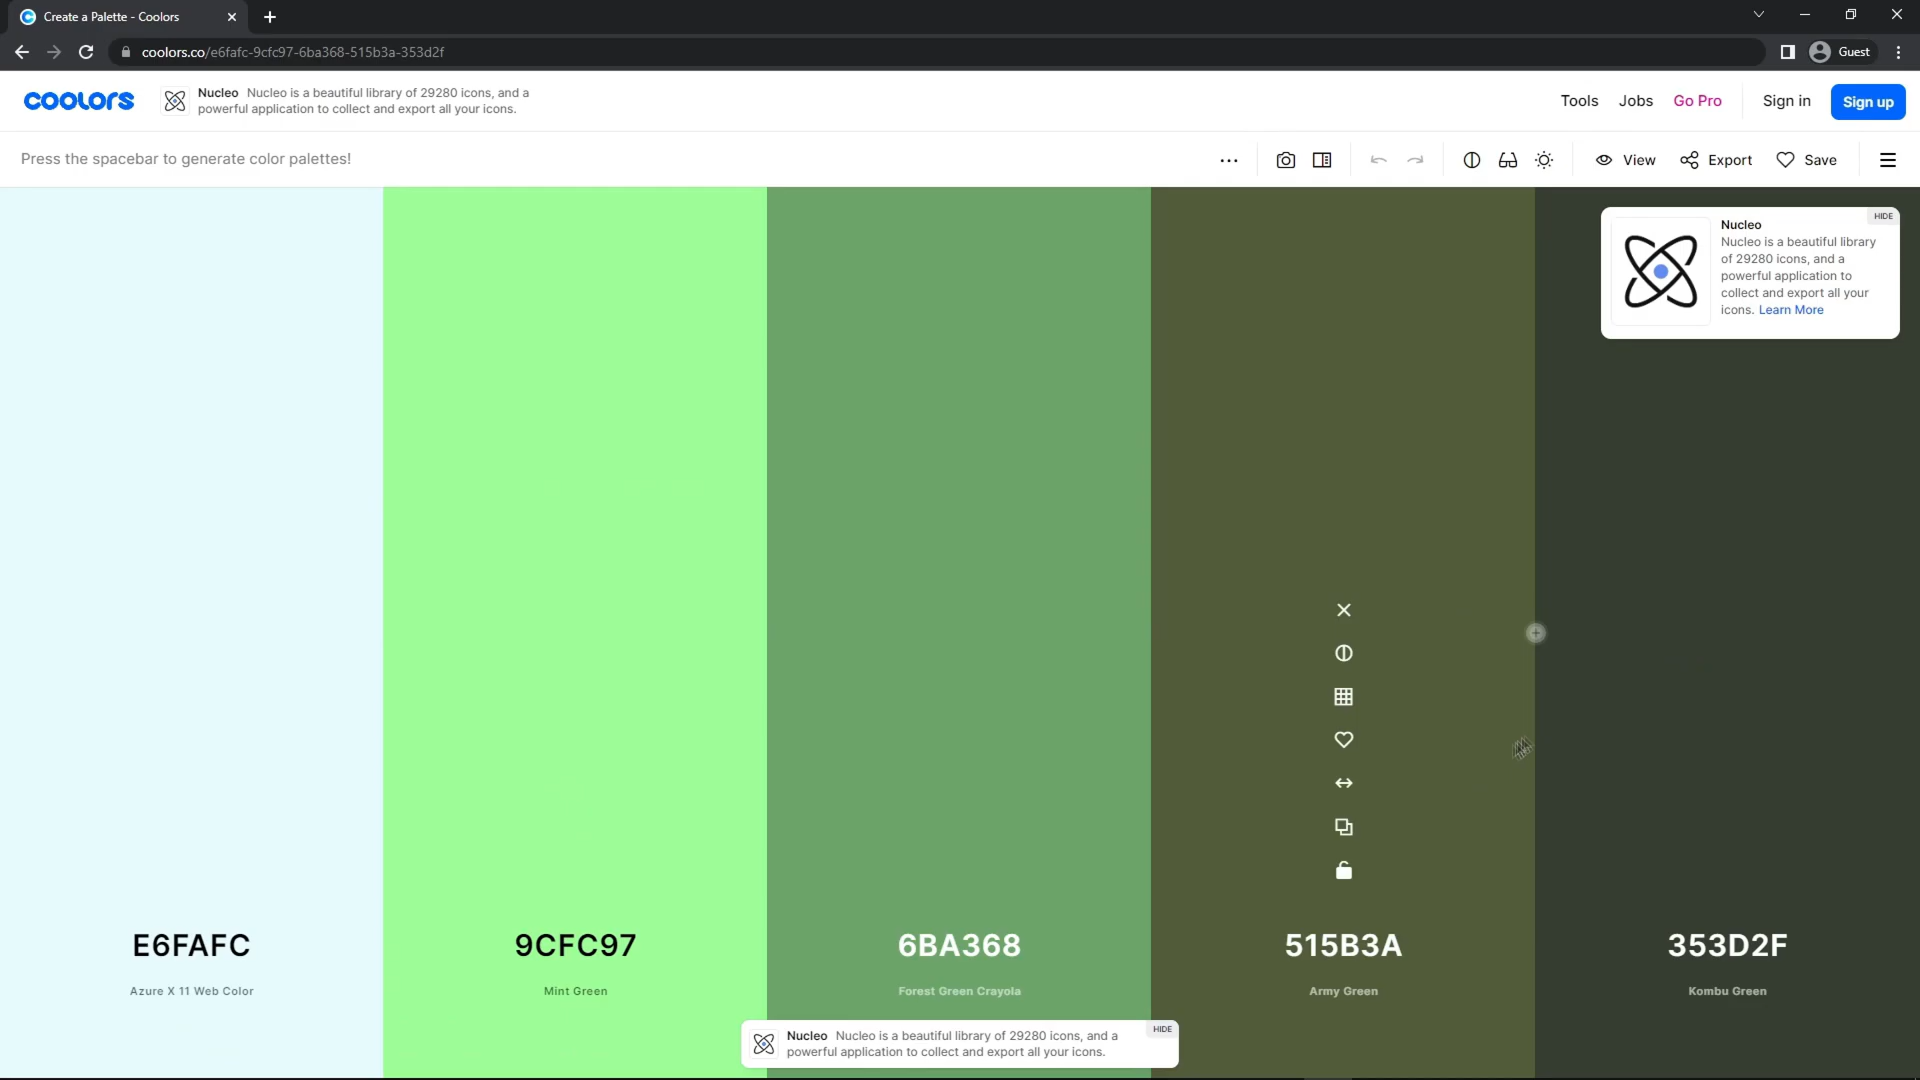 Create a Palette - Coolors
coolors.co/e6fafc-9cfc97-6ba368-515b3a-353d2f
Guest
coolors
Nucleo Nucleo is a beautiful library of 29280 icons, and a
powerful application to collect and export all your icons.
Tools Jobs Go Pro Sign in Sign up
Press the spacebar to generate color palettes!
View Export Save
HIDE
Nucleo
Nucleo is a beautiful library
of 29280 icons, and a
powerful application to
collect and export all your
icons. Learn More
E6FAFC 9CFC97 6BA368 515B3A 353D2F
Azure X 11 Web Color Mint Green Forest Green Crayola Army Green Kombu Green
Nucleo Nucleo is a beautiful library of 29280 icons, and a
powerful application to collect and export all your icons.
HIDE